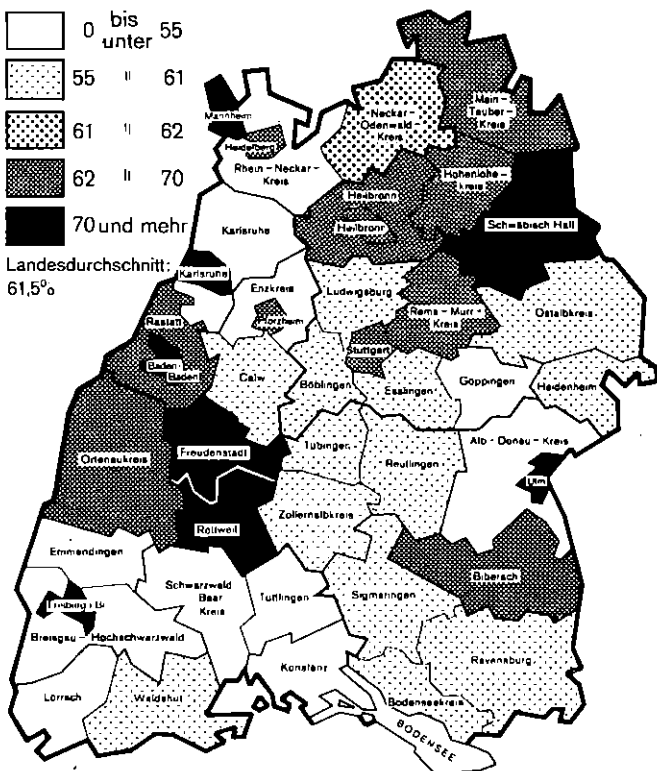 0 bis unter 55
55 " 61
61 " 62
62 " 70
70 und mehr
Landesdurchschnitt:
61,5%
Mannheim
Heidelberg
Rhein-Neckar-
Kreis
Neckar-
Odenwald-
Kreis
Main-
Tauber-
Kreis
Hohenlohe-
kreis
Heilbronn
Heilbronn
Schwäbisch Hall
Karlsruhe
Karlsruhe
Enzkreis
Pforzheim
Ludwigsburg
Rems-Murr-
Kreis
Ostalbkreis
Rastatt
Baden-
Baden
Calw
Böblingen
Stuttgart
Esslingen
Göppingen
Heidenheim
Ortenaukreis
Freudenstadt
Tübingen
Reutlingen
Alb-Donau-Kreis
Ulm
Rottweil
Zollernalbkreis
Emmendingen
Schwarzwald
Baar
Kreis
Tuttlingen
Sigmaringen
Biberach
Freiburg i Br
Breisgau-Hochschwarzwald
Lörrach
Waldshut
Konstanz
Ravensburg
Bodenseekreis
BODENSEE